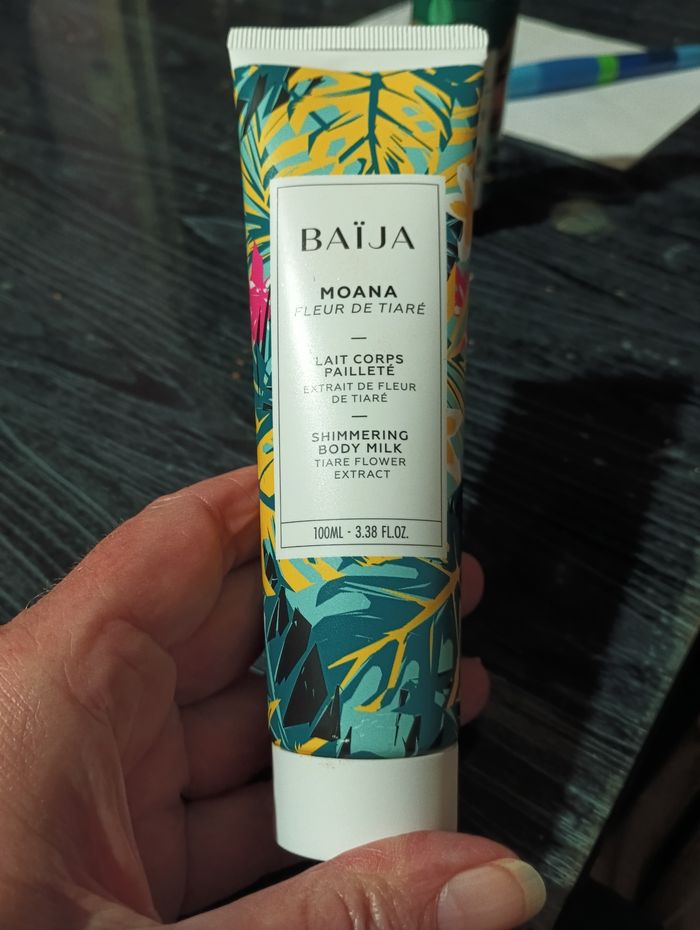 BAÏJA
MOANA
FLEUR DE TIARÉ
LAIT CORPS
PAILLETÉ
EXTRAIT DE FLEUR
DE TIARÉ
SHIMMERING
BODY MILK
TIARE FLOWER
EXTRACT
100ML - 3.38 FL.OZ.